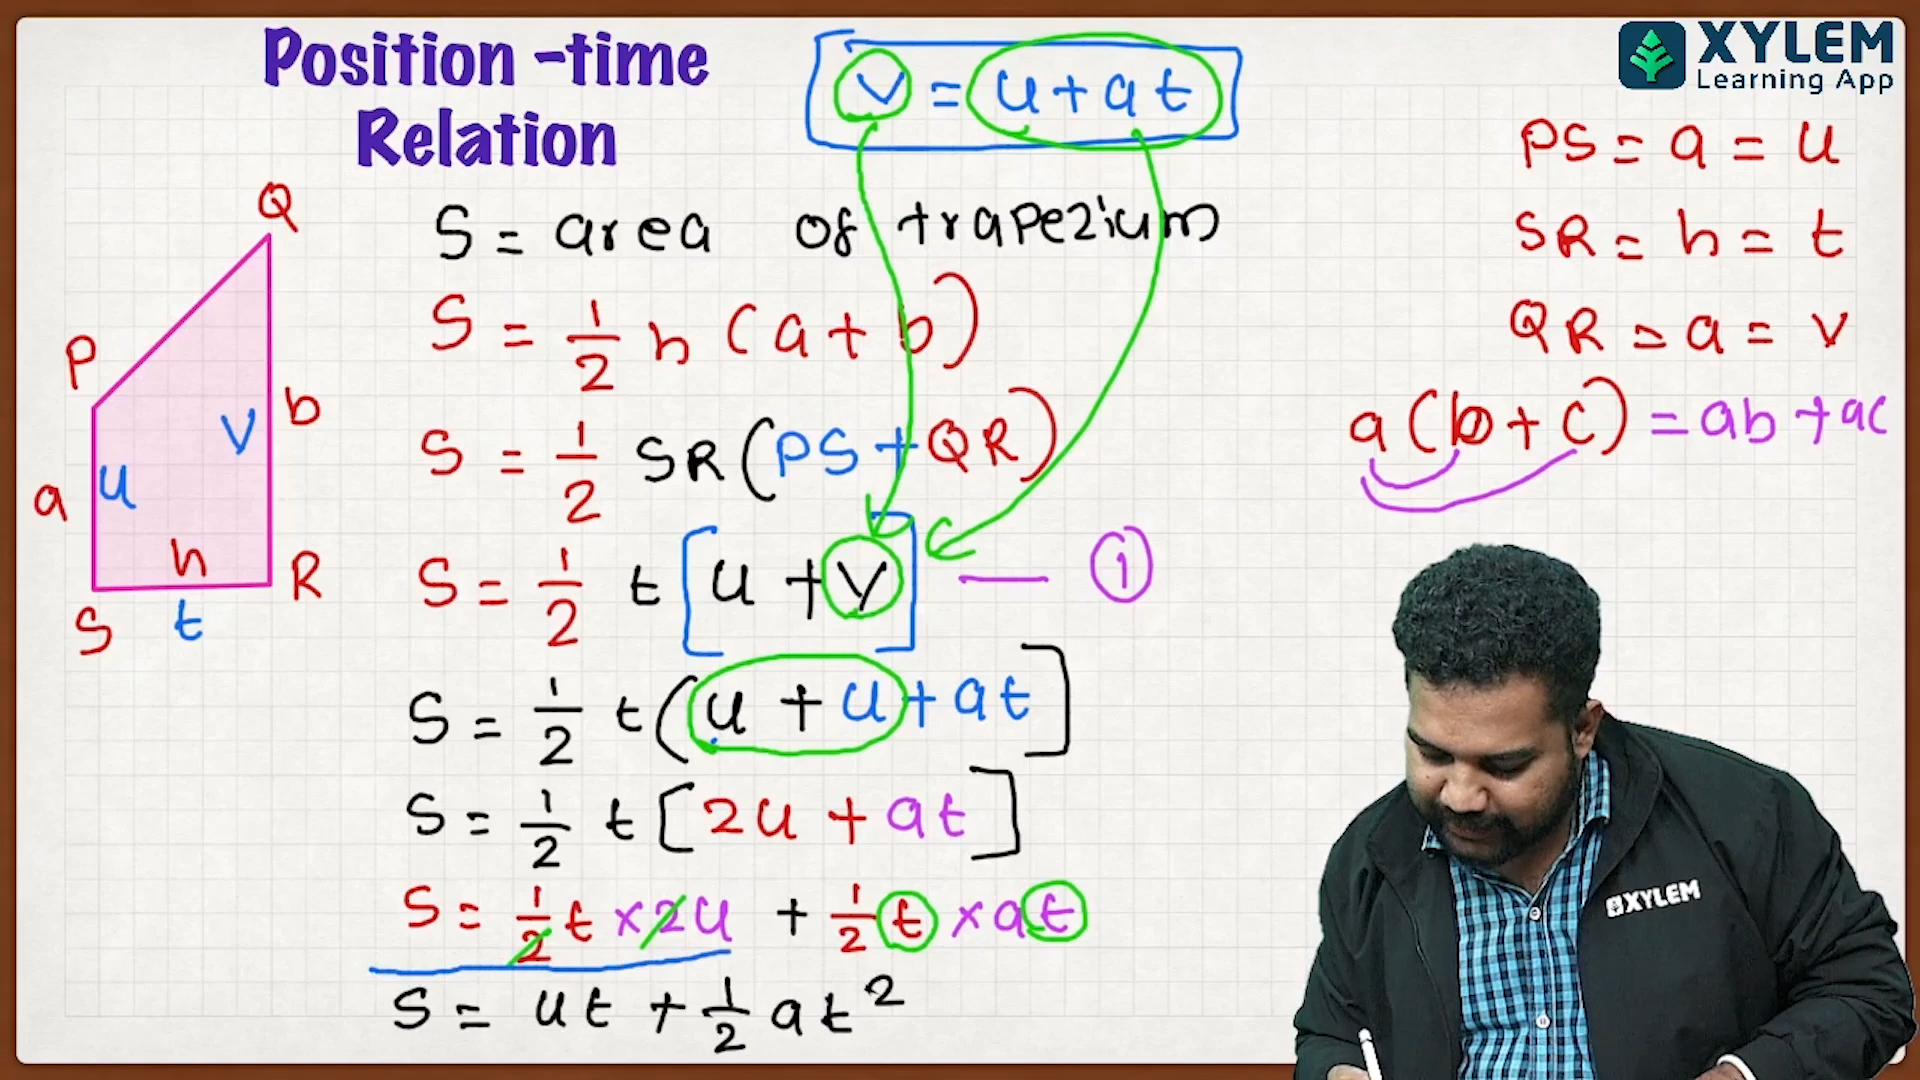 Position -time
Relation
v = u + at
XYLEM
Learning App
PS = a = u
SR = h = t
QR = a = v
a (b + c) = ab + ac
Q
P
b
v
u
a
h
R
S
t
S = area of trapezium
S = 1/2 h (a + b)
S = 1/2 SR (PS + QR)
S = 1/2 t [u + v] — ①
S = 1/2 t (u + u + at]
S = 1/2 t [2u + at]
S = 1/2 t × 2u + 1/2 t × at
S = ut + 1/2 at²
XYLEM